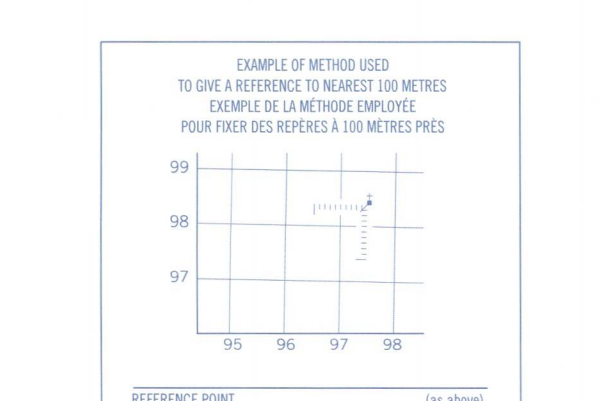 EXAMPLE OF METHOD USED
TO GIVE A REFERENCE TO NEAREST 100 METRES
EXEMPLE DE LA MÉTHODE EMPLOYÉE
POUR FIXER DES REPÈRES À 100 MÈTRES PRÈS
99
98
97
95 96 97 98
REFERENCE POINT (as above)